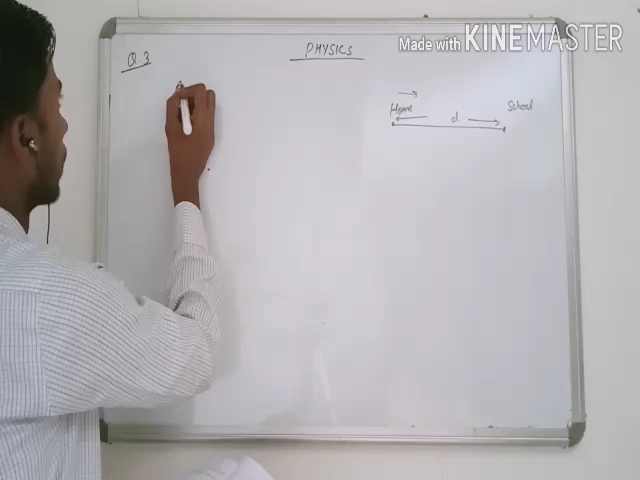 Made with KINEMASTER
PHYSICS
Q 3
Home
School
d